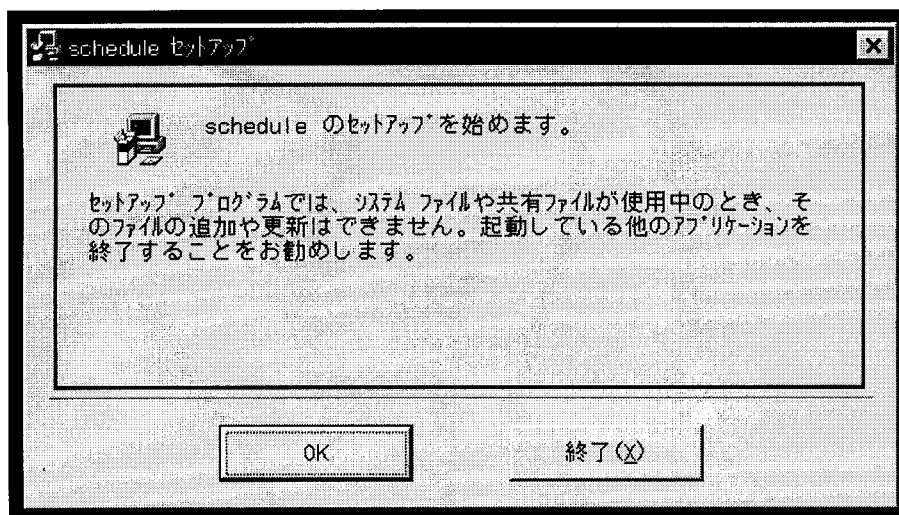 schedule ｾｯﾄｱｯﾌﾟ
schedule のｾｯﾄｱｯﾌﾟを始めます。
ｾｯﾄｱｯﾌﾟ ﾌﾟﾛｸﾞﾗﾑでは、ｼｽﾃﾑ ﾌｧｲﾙや共有ﾌｧｲﾙが使用中のとき、そ
のﾌｧｲﾙの追加や更新はできません。起動している他のｱﾌﾟﾘｹｰｼｮﾝを
終了することをお勧めします。
OK
終了(X)